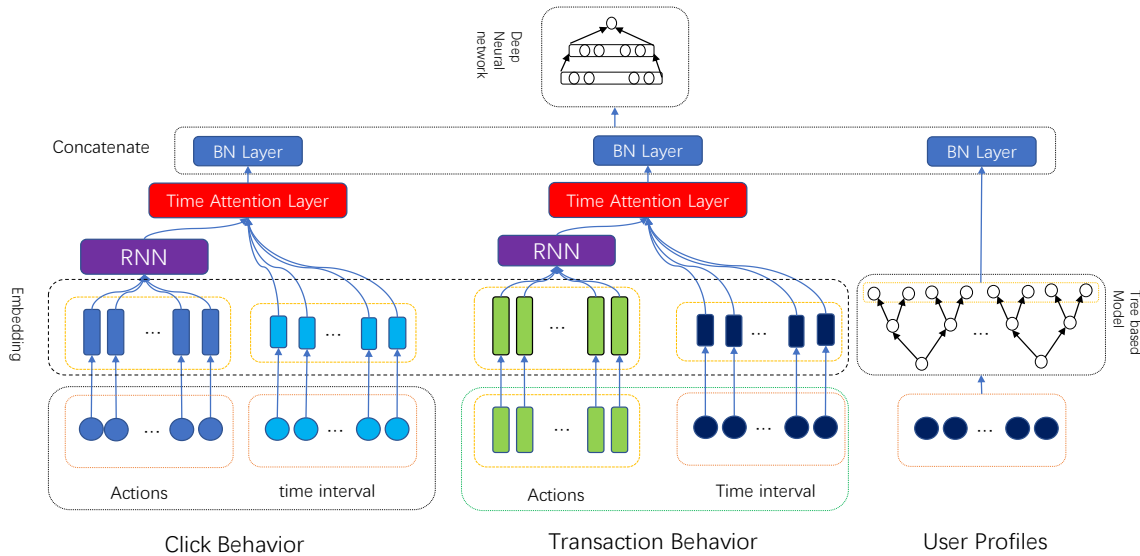 Deep
Neural
network
Concatenate
BN Layer
BN Layer
BN Layer
Time Attention Layer
Time Attention Layer
RNN
RNN
Embedding
...
...
...
...
...
Tree based
Model
...
...
...
...
...
Actions
time interval
Actions
Time interval
Click Behavior
Transaction Behavior
User Profiles